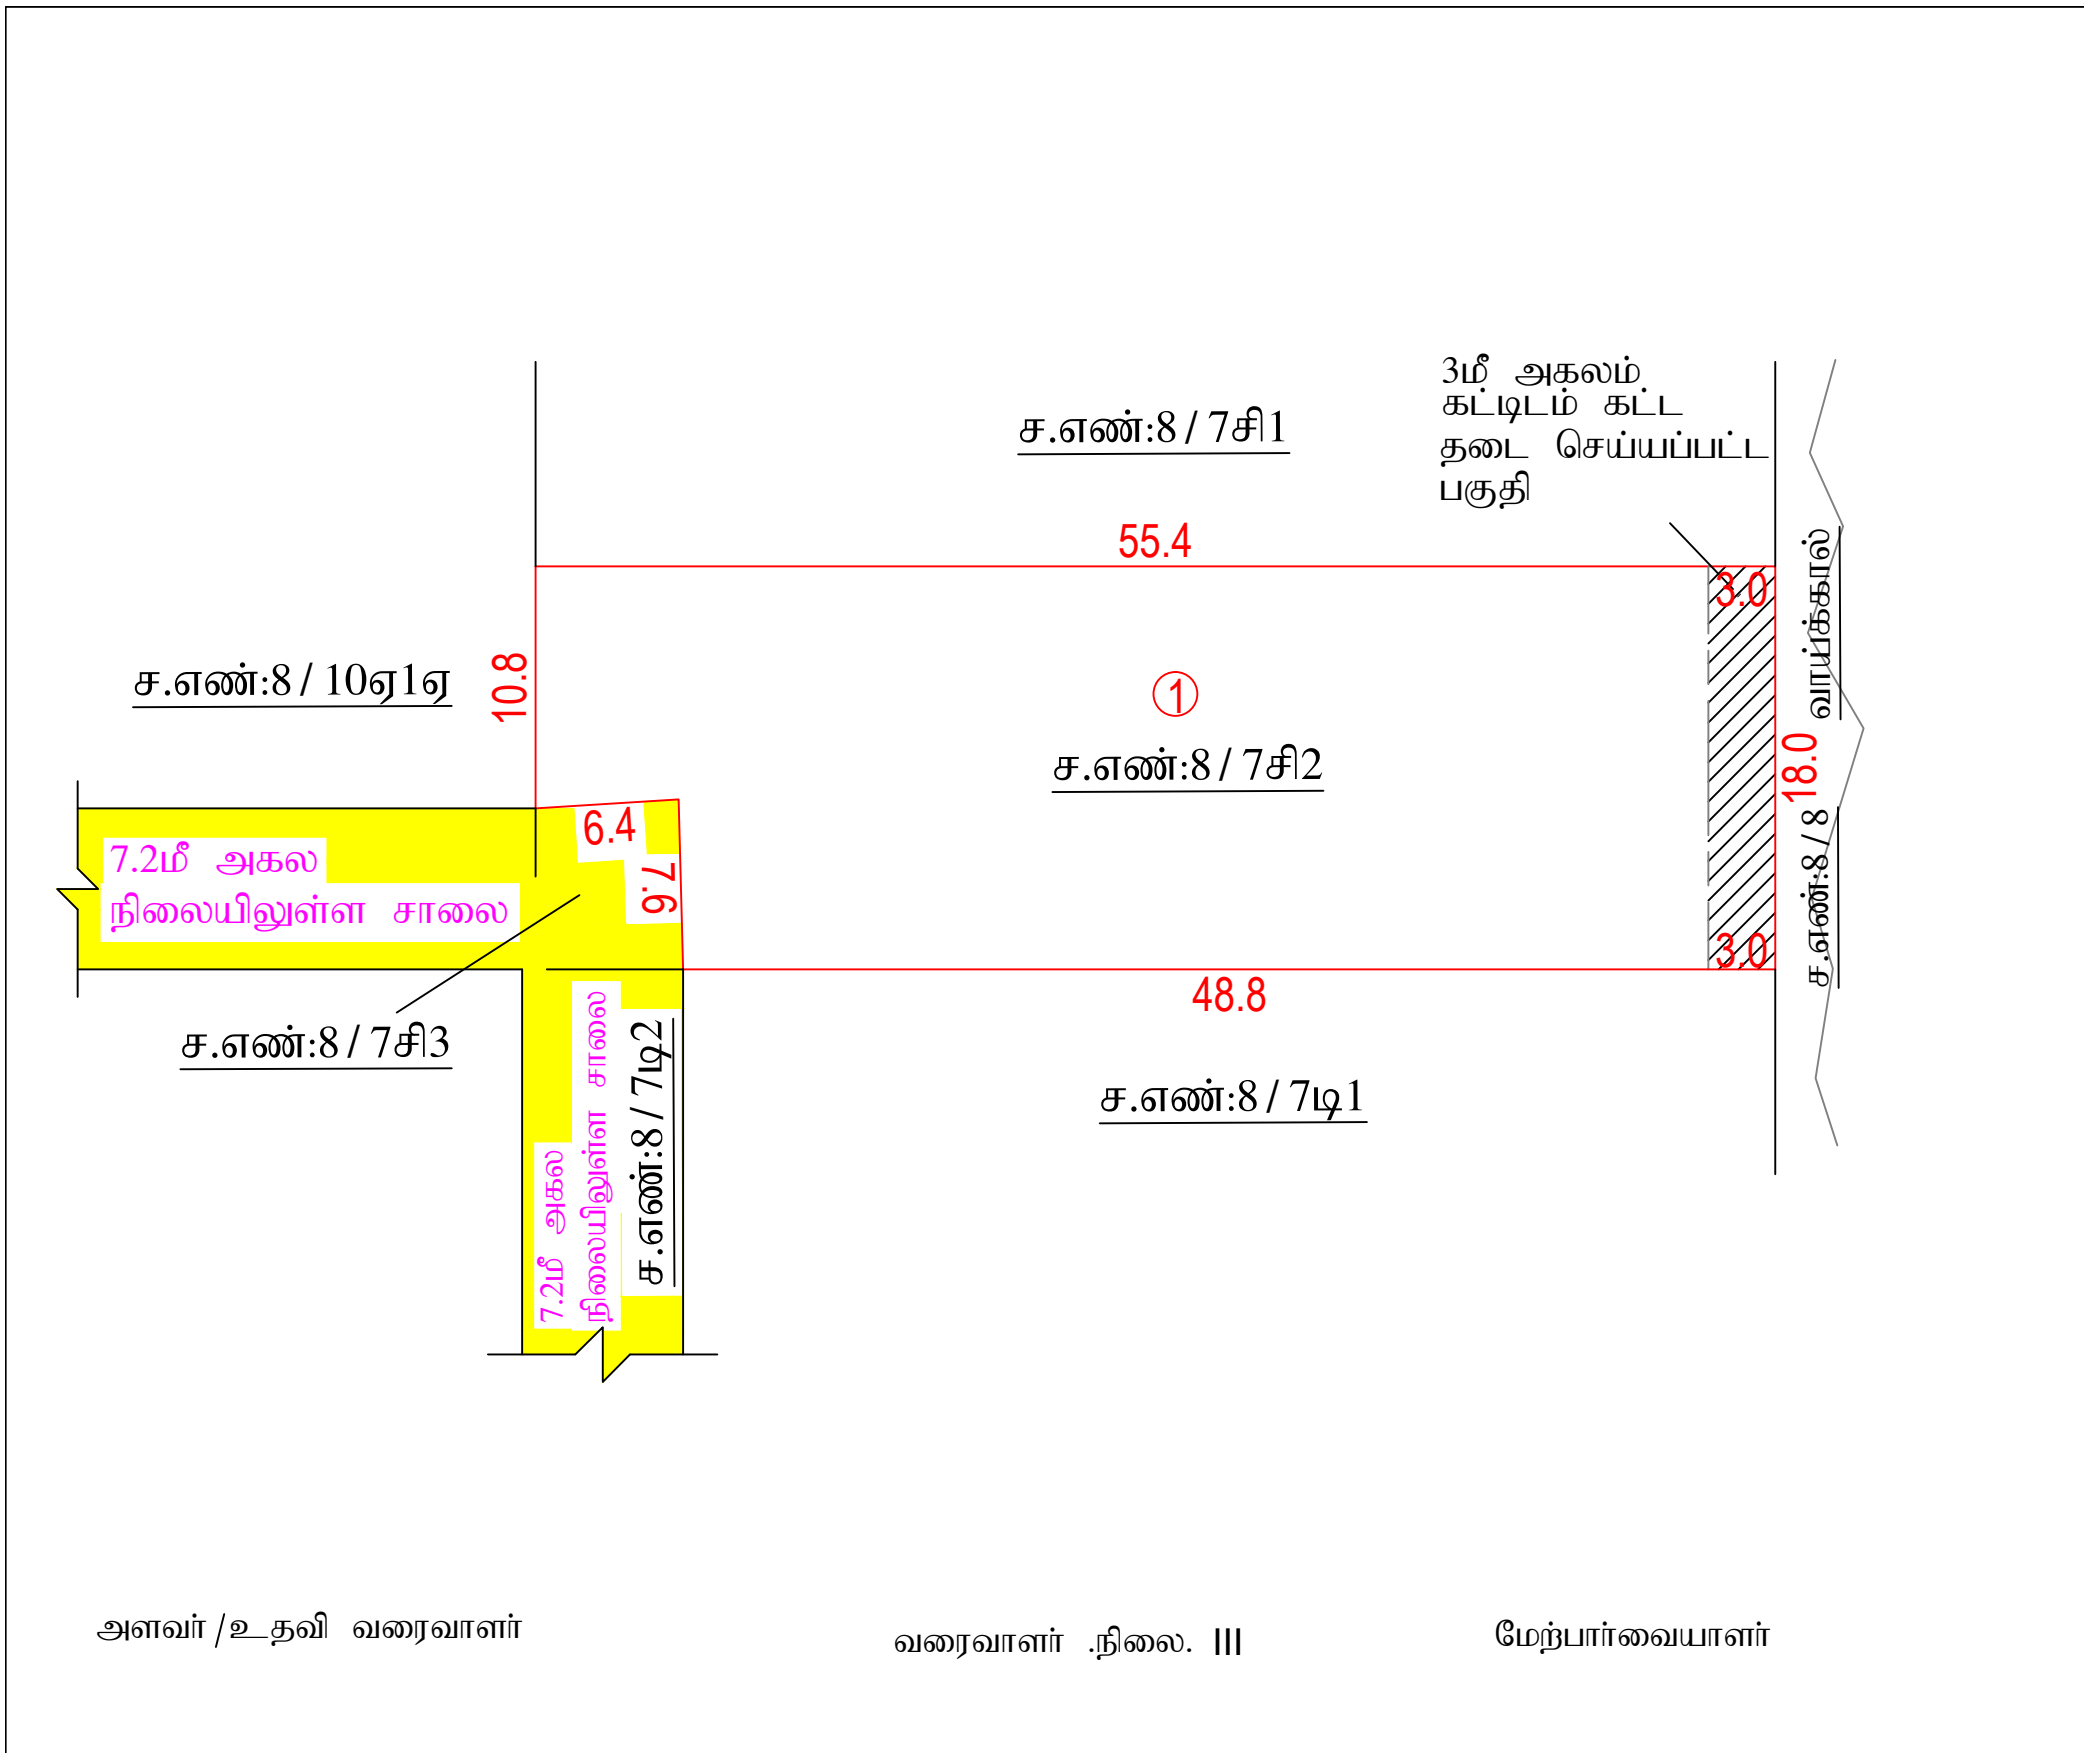 3மீ அகலம்
கட்டிடம் கட்ட
தடை செய்யப்பட்ட
பகுதி
ச.எண்:8/7சி1
55.4
3.0
வாய்க்கால்
ச.எண்:8/10ஏ1ஏ
10.8
1
ச.எண்:8/7சி2
18.0
6.4
7.6
7.2மீ அகல
நிலையிலுள்ள சாலை
ச.எண்:8/8
3.0
48.8
ச.எண்:8/7சி3
7.2மீ அகல
நிலையிலுள்ள சாலை
ச.எண்:8/7டி2
ச.எண்:8/7டி1
அளவர்/உதவி வரைவாளர்
வரைவாளர் .நிலை. III
மேற்பார்வையாளர்